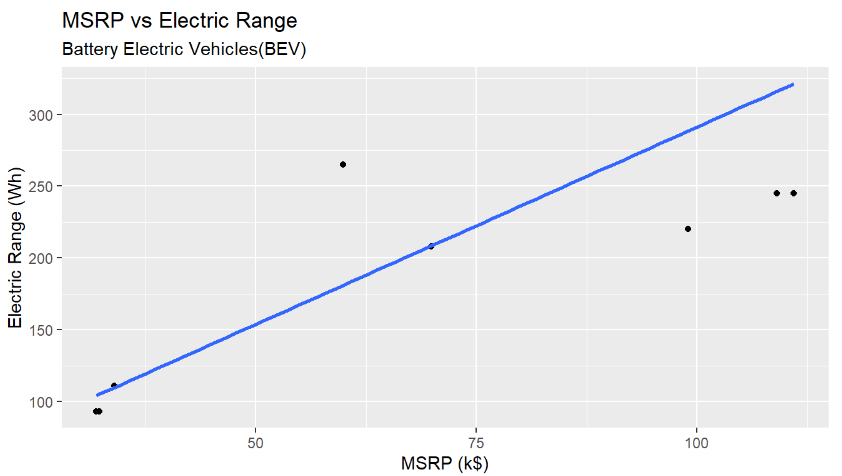 MSRP vs Electric Range
Battery Electric Vehicles(BEV)
Electric Range (Wh)
300
250
200
150
100
50
75
100
MSRP (k$)